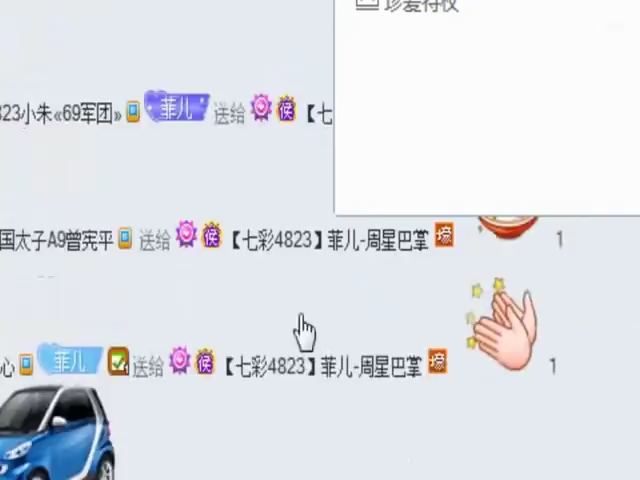 珍爱特权
823小朱«69军团» 菲儿 送给 侯 【七
国太子A9曾宪平 送给 侯 【七彩4823】菲儿-周星巴掌 壕 1
心 菲儿 送给 侯 【七彩4823】菲儿-周星巴掌 壕 1